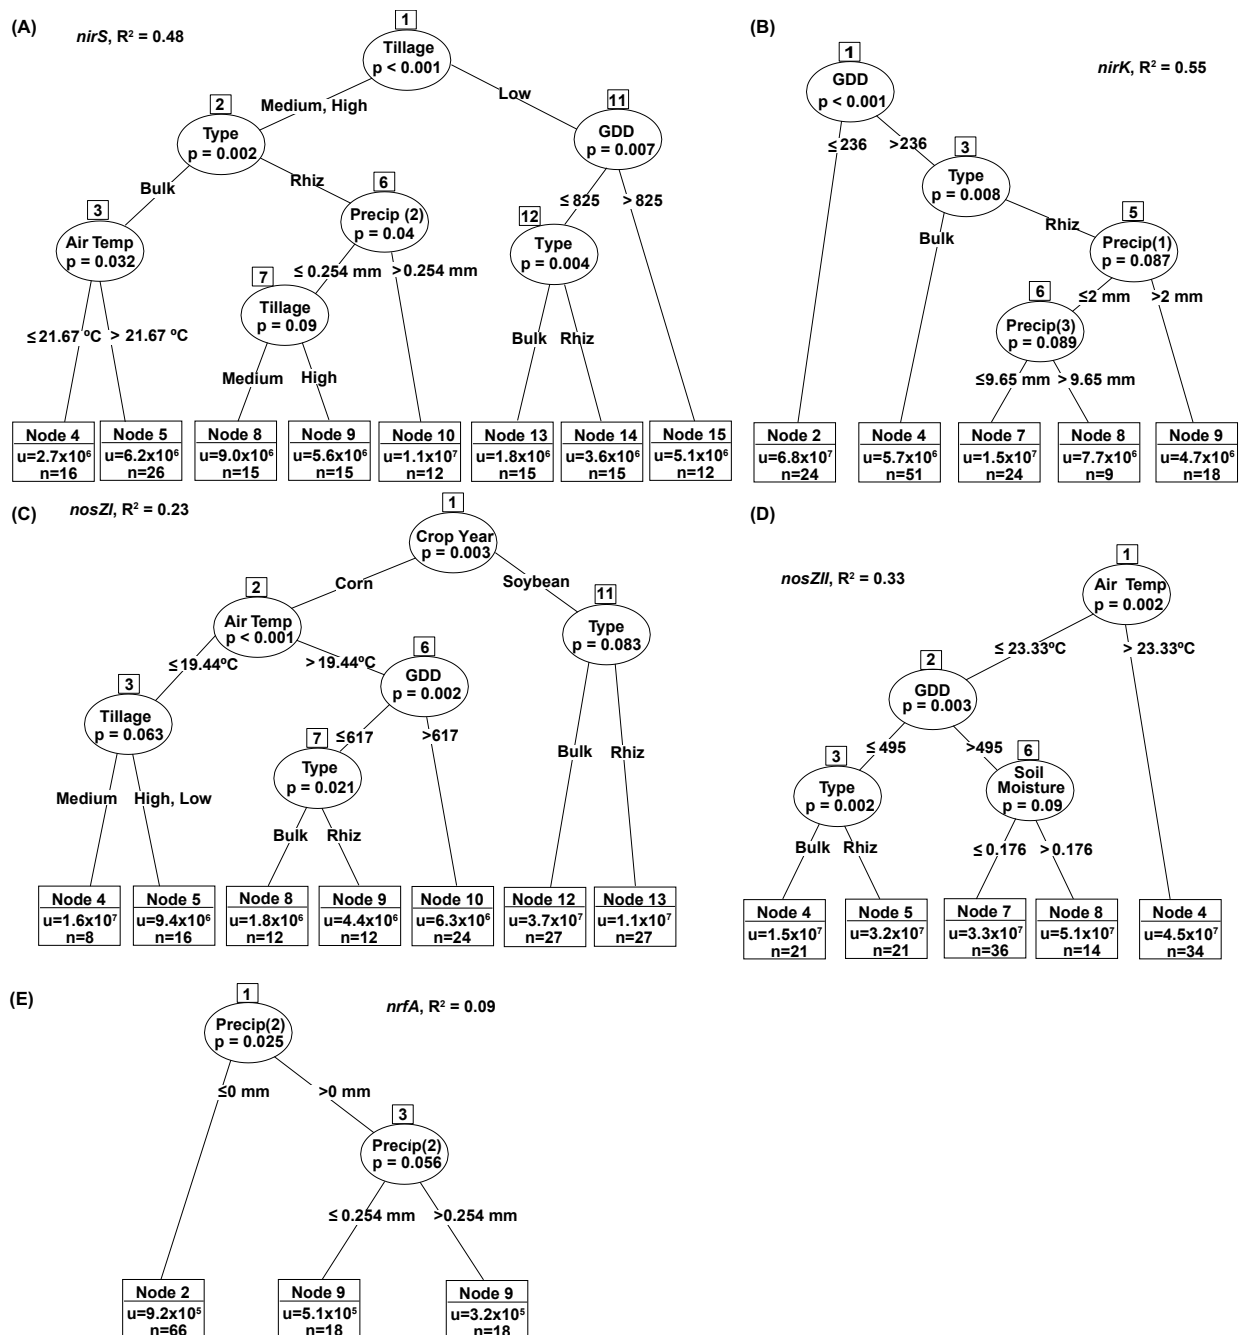 (A)
nirS, R² = 0.48
1
Tillage
p < 0.001
Medium, High
Low
2
Type
p = 0.002
11
GDD
p = 0.007
Bulk
Rhiz
≤ 825
> 825
3
Air Temp
p = 0.032
6
Precip (2)
p = 0.04
12
Type
p = 0.004
≤ 0.254 mm
>0.254 mm
7
Tillage
p = 0.09
≤ 21.67 ºC
> 21.67 ºC
Medium
High
Bulk
Rhiz
Node 4
u=2.7x10⁶
n=16
Node 5
u=6.2x10⁶
n=26
Node 8
u=9.0x10⁶
n=15
Node 9
u=5.6x10⁶
n=15
Node 10
u=1.1x10⁷
n=12
Node 13
u=1.8x10⁶
n=15
Node 14
u=3.6x10⁶
n=15
Node 15
u=5.1x10⁶
n=12
(B)
nirK, R² = 0.55
1
GDD
p < 0.001
≤236
>236
3
Type
p = 0.008
Bulk
Rhiz
5
Precip(1)
p = 0.087
≤2 mm
>2 mm
6
Precip(3)
p = 0.089
≤9.65 mm
> 9.65 mm
Node 2
u=6.8x10⁷
n=24
Node 4
u=5.7x10⁶
n=51
Node 7
u=1.5x10⁷
n=24
Node 8
u=7.7x10⁶
n=9
Node 9
u=4.7x10⁶
n=18
(C)
nosZI, R² = 0.23
1
Crop Year
p = 0.003
Corn
Soybean
2
Air Temp
p < 0.001
11
Type
p = 0.083
≤ 19.44ºC
> 19.44ºC
3
Tillage
p = 0.063
6
GDD
p = 0.002
≤617
>617
7
Type
p = 0.021
Medium
High, Low
Bulk
Rhiz
Bulk
Rhiz
Node 4
u=1.6x10⁷
n=8
Node 5
u=9.4x10⁶
n=16
Node 8
u=1.8x10⁶
n=12
Node 9
u=4.4x10⁶
n=12
Node 10
u=6.3x10⁶
n=24
Node 12
u=3.7x10⁷
n=27
Node 13
u=1.1x10⁷
n=27
(D)
nosZII, R² = 0.33
1
Air Temp
p = 0.002
≤ 23.33ºC
> 23.33ºC
2
GDD
p = 0.003
≤ 495
>495
3
Type
p = 0.002
6
Soil
Moisture
p = 0.09
Bulk
Rhiz
≤ 0.176
>0.176
Node 4
u=1.5x10⁷
n=21
Node 5
u=3.2x10⁷
n=21
Node 7
u=3.3x10⁷
n=36
Node 8
u=5.1x10⁷
n=14
Node 4
u=4.5x10⁷
n=34
(E)
nrfA, R² = 0.09
1
Precip(2)
p = 0.025
≤0 mm
>0 mm
3
Precip(2)
p = 0.056
≤ 0.254 mm
>0.254 mm
Node 2
u=9.2x10⁵
n=66
Node 9
u=5.1x10⁵
n=18
Node 9
u=3.2x10⁵
n=18